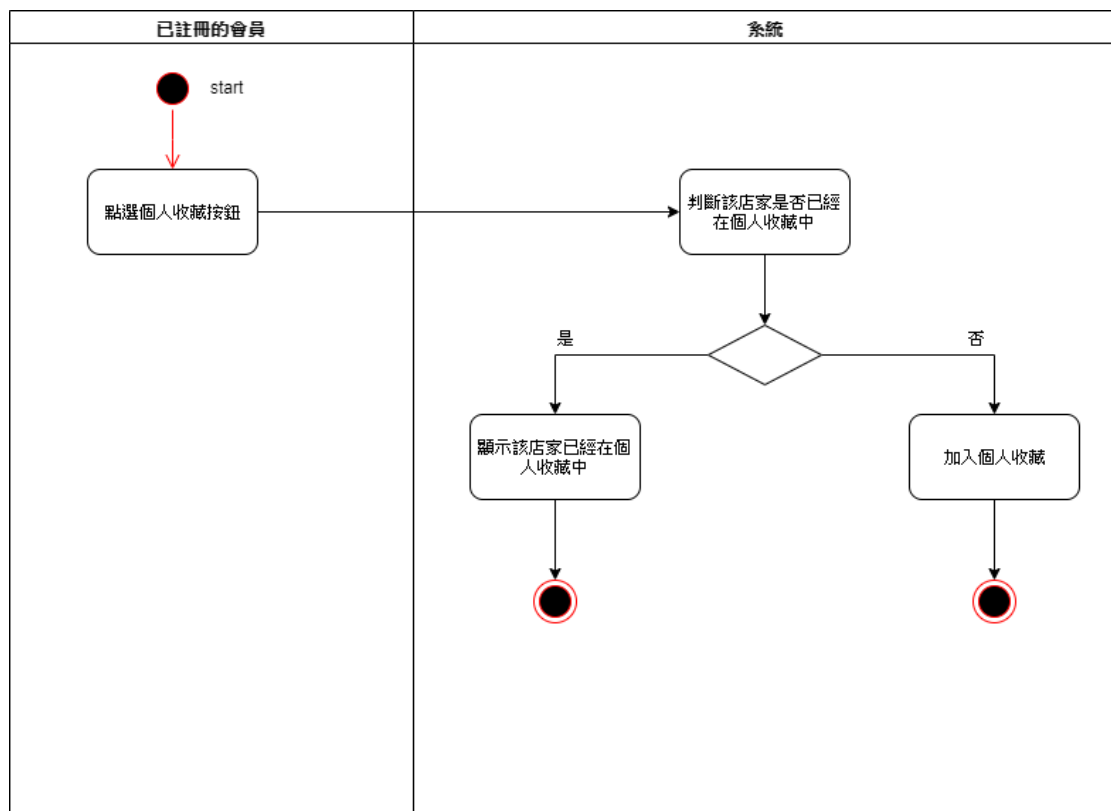 已註冊的會員
系統
start
點選個人收藏按鈕
判斷該店家是否已經
在個人收藏中
是
否
顯示該店家已經在個
人收藏中
加入個人收藏